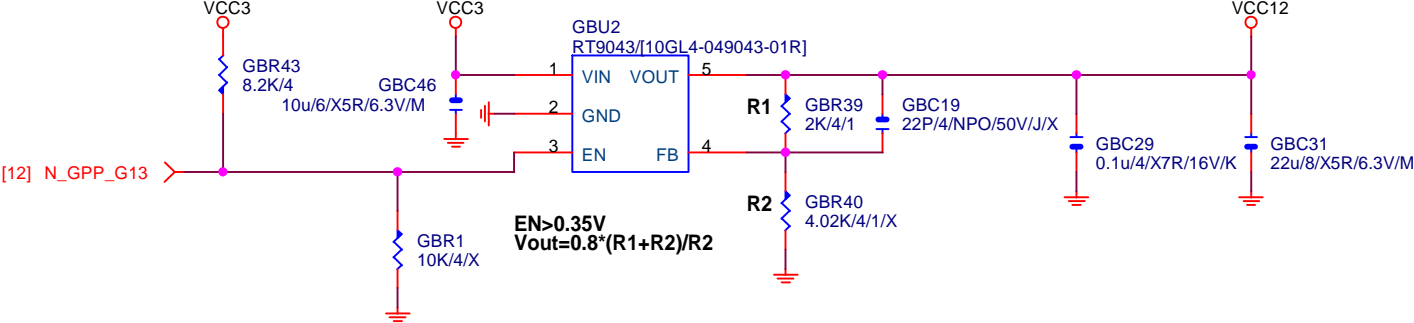 VCC3
VCC3
VCC12
GBR43
8.2K/4
GBC46
10u/6/X5R/6.3V/M
GBU2
RT9043/[10GL4-049043-01R]
1
VIN
VOUT
5
2
GND
3
EN
FB
4
R1
GBR39
2K/4/1
GBC19
22P/4/NPO/50V/J/X
GBC29
0.1u/4/X7R/16V/K
GBC31
22u/8/X5R/6.3V/M
[12] N_GPP_G13
R2
GBR40
4.02K/4/1/X
GBR1
10K/4/X
EN>0.35V
Vout=0.8*(R1+R2)/R2